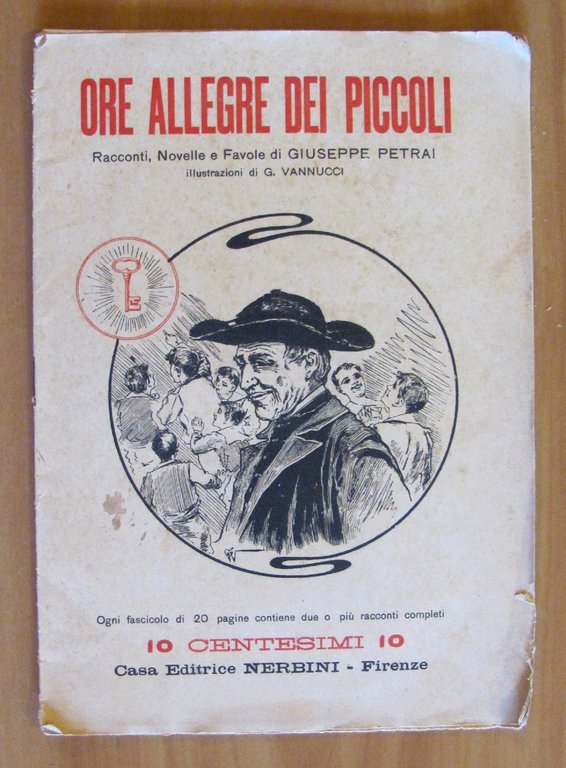 ORE ALLEGRE DEI PICCOLI
Racconti, Novelle e Favole di GIUSEPPE PETRAI
illustrazioni di G. VANNUCCI
Ogni fascicolo di 20 pagine contiene due o più racconti completi
10 CENTESIMI 10
Casa Editrice NERBINI - Firenze